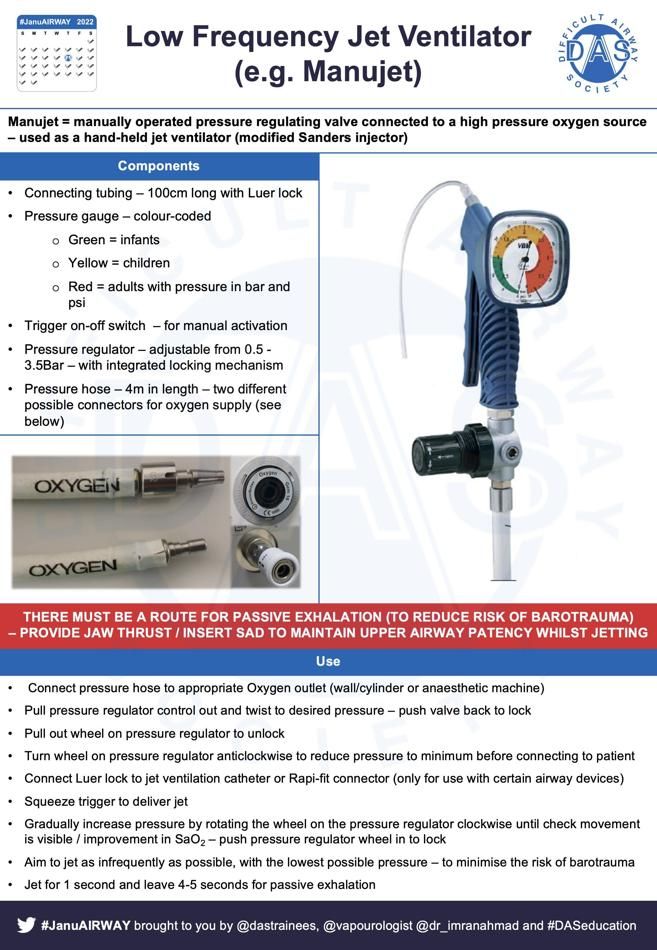 #JanuAIRWAY 2022
S M T W T F S
Low Frequency Jet Ventilator
(e.g. Manujet)
DIFFICULT AIRWAY
DAS
SOCIETY
Manujet = manually operated pressure regulating valve connected to a high pressure oxygen source
– used as a hand-held jet ventilator (modified Sanders injector)
Components
• Connecting tubing – 100cm long with Luer lock
• Pressure gauge – colour-coded
o Green = infants
o Yellow = children
o Red = adults with pressure in bar and
psi
• Trigger on-off switch – for manual activation
• Pressure regulator – adjustable from 0.5 -
3.5Bar – with integrated locking mechanism
• Pressure hose – 4m in length – two different
possible connectors for oxygen supply (see
below)
VBM
OXYGEN
Oxygen
OXYGEN
THERE MUST BE A ROUTE FOR PASSIVE EXHALATION (TO REDUCE RISK OF BAROTRAUMA)
– PROVIDE JAW THRUST / INSERT SAD TO MAINTAIN UPPER AIRWAY PATENCY WHILST JETTING
Use
• Connect pressure hose to appropriate Oxygen outlet (wall/cylinder or anaesthetic machine)
• Pull pressure regulator control out and twist to desired pressure – push valve back to lock
• Pull out wheel on pressure regulator to unlock
• Turn wheel on pressure regulator anticlockwise to reduce pressure to minimum before connecting to patient
• Connect Luer lock to jet ventilation catheter or Rapi-fit connector (only for use with certain airway devices)
• Squeeze trigger to deliver jet
• Gradually increase pressure by rotating the wheel on the pressure regulator clockwise until check movement
is visible / improvement in SaO₂ – push pressure regulator wheel in to lock
• Aim to jet as infrequently as possible, with the lowest possible pressure – to minimise the risk of barotrauma
• Jet for 1 second and leave 4-5 seconds for passive exhalation
#JanuAIRWAY brought to you by @dastrainees, @vapourologist @dr_imranahmad and #DASeducation